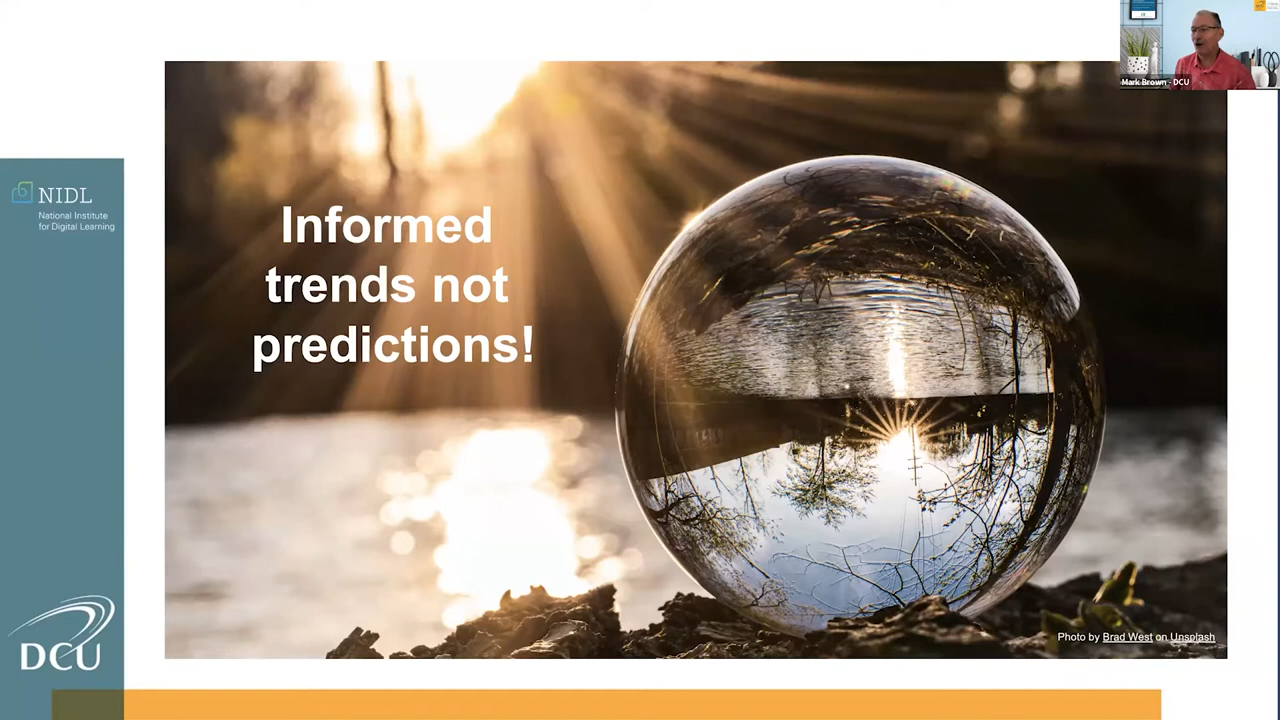 Mark Brown - DCU
NIDL
National Institute
for Digital Learning
Informed
trends not
predictions!
Photo by Brad West on Unsplash
DCU